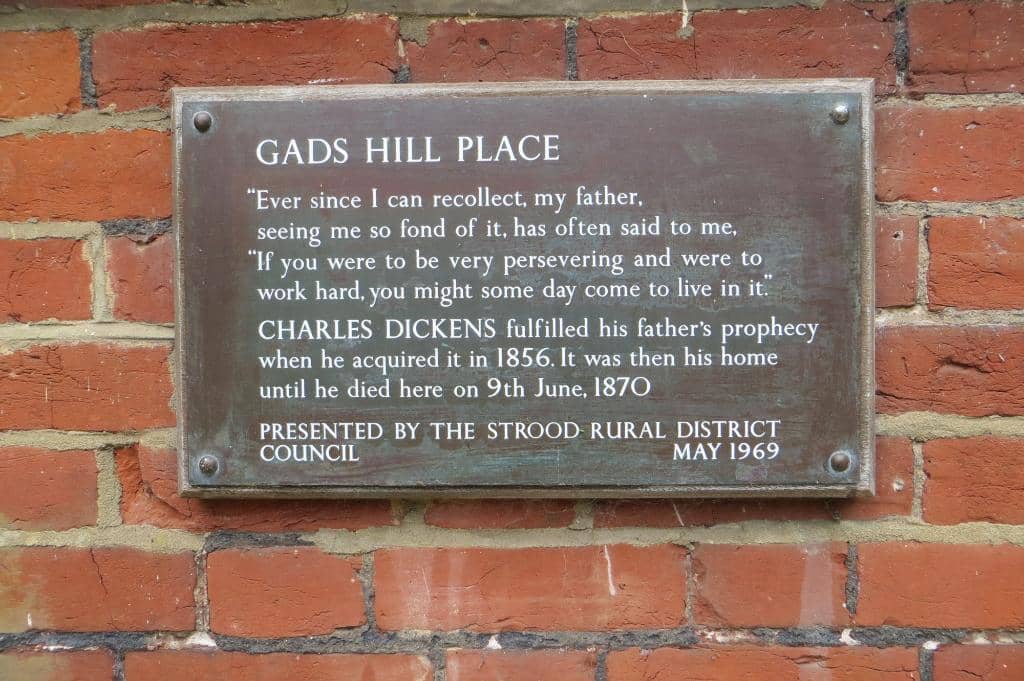 GADS HILL PLACE
“Ever since I can recollect, my father,
seeing me so fond of it, has often said to me,
“If you were to be very persevering and were to
work hard, you might some day come to live in it.”
CHARLES DICKENS fulfilled his father's prophecy
when he acquired it in 1856. It was then his home
until he died here on 9th June, 1870
PRESENTED BY THE STROOD RURAL DISTRICT
COUNCIL MAY 1969